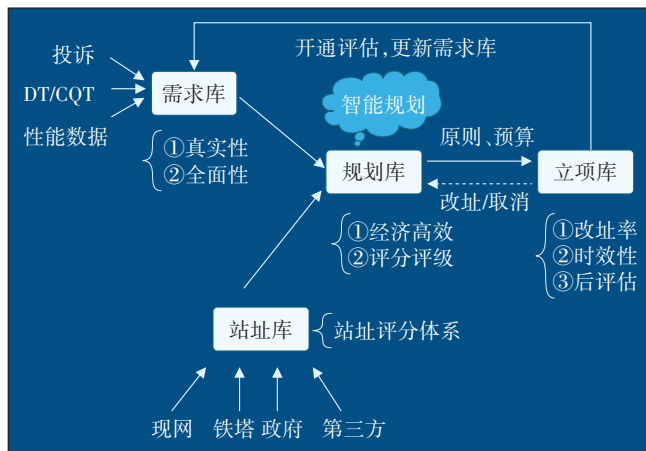 开通评估,更新需求库
投诉
DT/CQT
性能数据
需求库
①真实性
②全面性
智能规划
规划库
原则、预算
改址/取消
立项库
①经济高效
②评分评级
①改址率
②时效性
③后评估
站址库
站址评分体系
现网
铁塔
政府
第三方